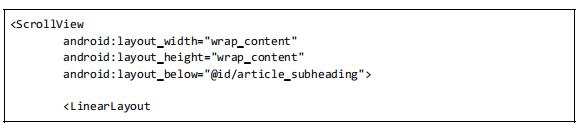 <ScrollView
        android:layout_width="wrap_content"
        android:layout_height="wrap_content"
        android:layout_below="@id/article_subheading">

        <LinearLayout